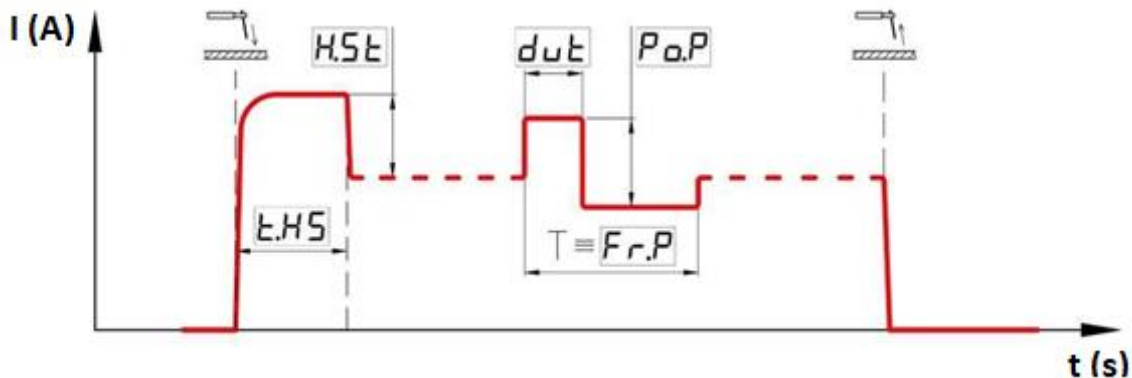 I (A)
H.St
dut
Po.P
t.HS
T ≡ Fr.P
t (s)